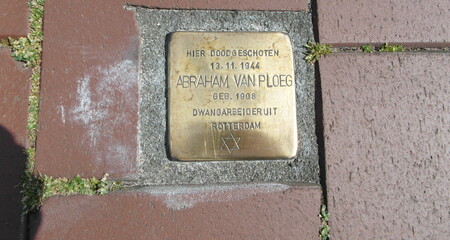 HIER DOODGESCHOTEN
13.11.1944
ABRAHAM VAN PLOEG
GEB. 1908
DWANGARBEIDER UIT
ROTTERDAM